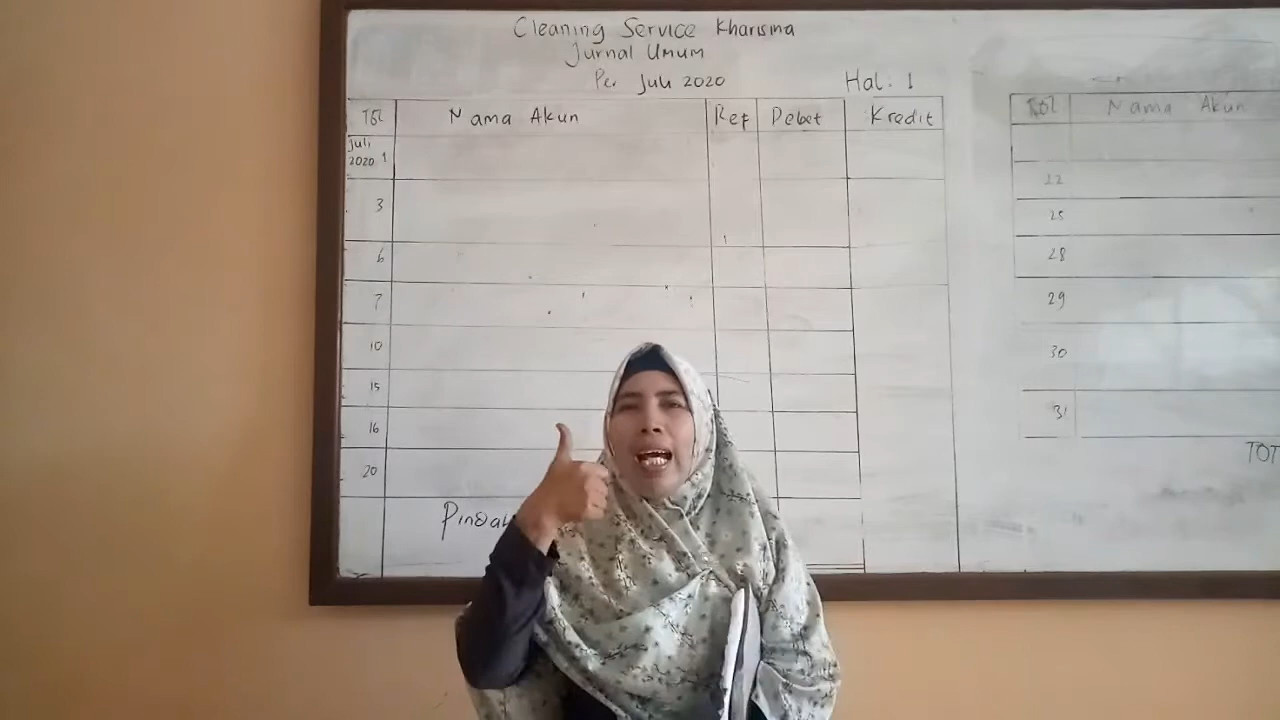 Cleaning Service Kharisma
Jurnal Umum
Per Juli 2020
Hal. 1
Tgl Nama Akun Ref Debet Kredit
Juli
2020 1
3
6
7
10
15
16
20
Pindah
Tgl Nama Akun
22
25
28
29
30
31
TOT